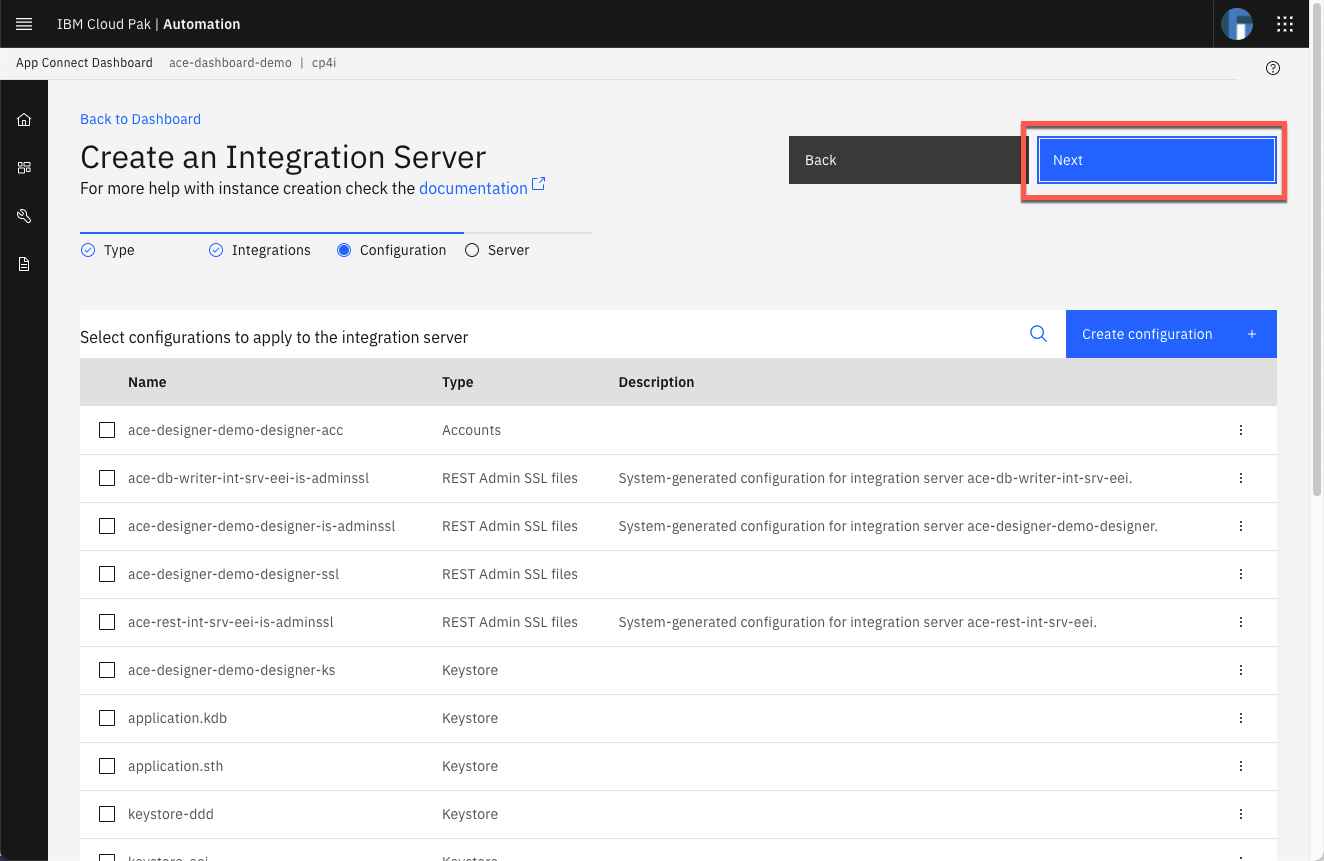 IBM Cloud Pak | Automation
App Connect Dashboard ace-dashboard-demo | cp4i
Back to Dashboard
Create an Integration Server
For more help with instance creation check the documentation
Back
Next
Type Integrations Configuration Server
Select configurations to apply to the integration server
Create configuration +
Name Type Description
ace-designer-demo-designer-acc Accounts
ace-db-writer-int-srv-eei-is-adminssl REST Admin SSL files System-generated configuration for integration server ace-db-writer-int-srv-eei.
ace-designer-demo-designer-is-adminssl REST Admin SSL files System-generated configuration for integration server ace-designer-demo-designer.
ace-designer-demo-designer-ssl REST Admin SSL files
ace-rest-int-srv-eei-is-adminssl REST Admin SSL files System-generated configuration for integration server ace-rest-int-srv-eei.
ace-designer-demo-designer-ks Keystore
application.kdb Keystore
application.sth Keystore
keystore-ddd Keystore
keystore-eei Keystore